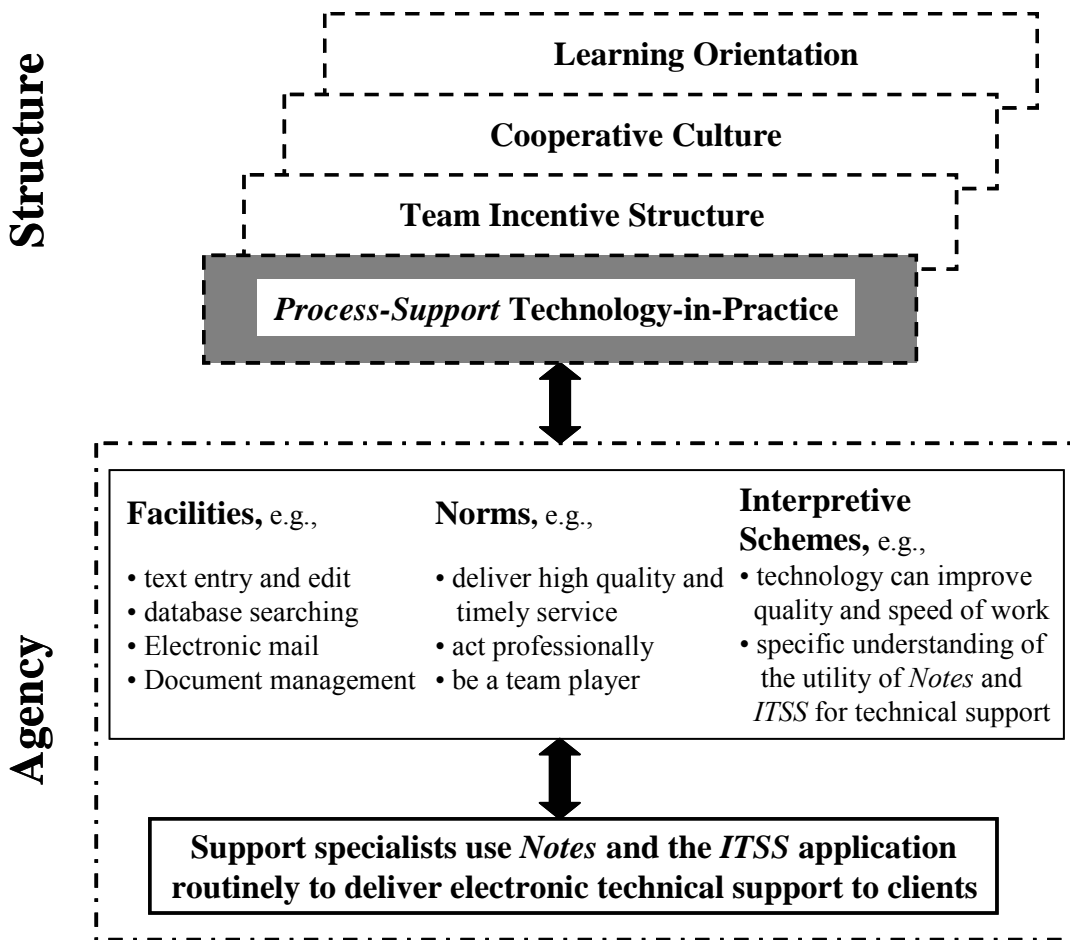 Structure
Learning Orientation
Cooperative Culture
Team Incentive Structure
Process-Support Technology-in-Practice
Agency
Facilities, e.g.,
• text entry and edit
• database searching
• Electronic mail
• Document management
Norms, e.g.,
• deliver high quality and
timely service
• act professionally
• be a team player
Interpretive
Schemes, e.g.,
• technology can improve
quality and speed of work
• specific understanding of
the utility of Notes and
ITSS for technical support
Support specialists use Notes and the ITSS application
routinely to deliver electronic technical support to clients